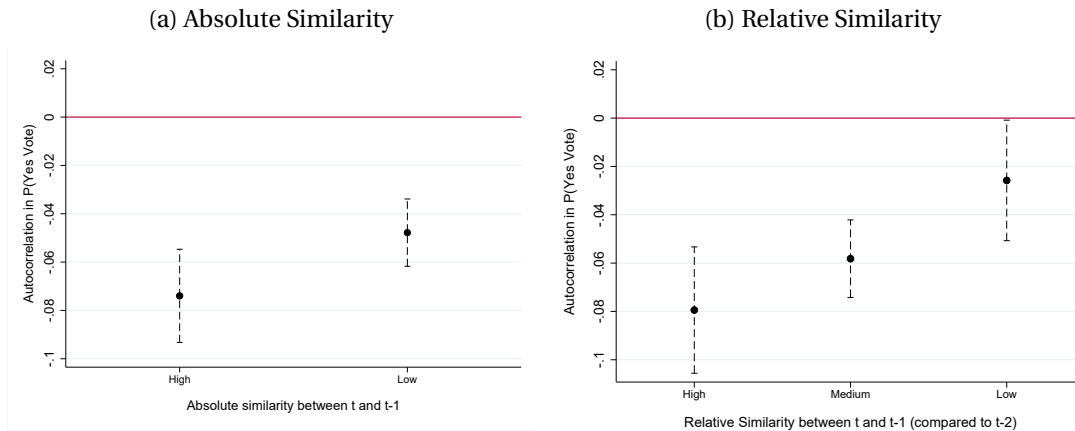 (a) Absolute Similarity
Autocorrelation in P(Yes Vote)
.02
0
-.02
-.04
-.06
-.08
-.1
High
Low
Absolute similarity between t and t-1
(b) Relative Similarity
Autocorrelation in P(Yes Vote)
.02
0
-.02
-.04
-.06
-.08
-.1
High
Medium
Low
Relative Similarity between t and t-1 (compared to t-2)